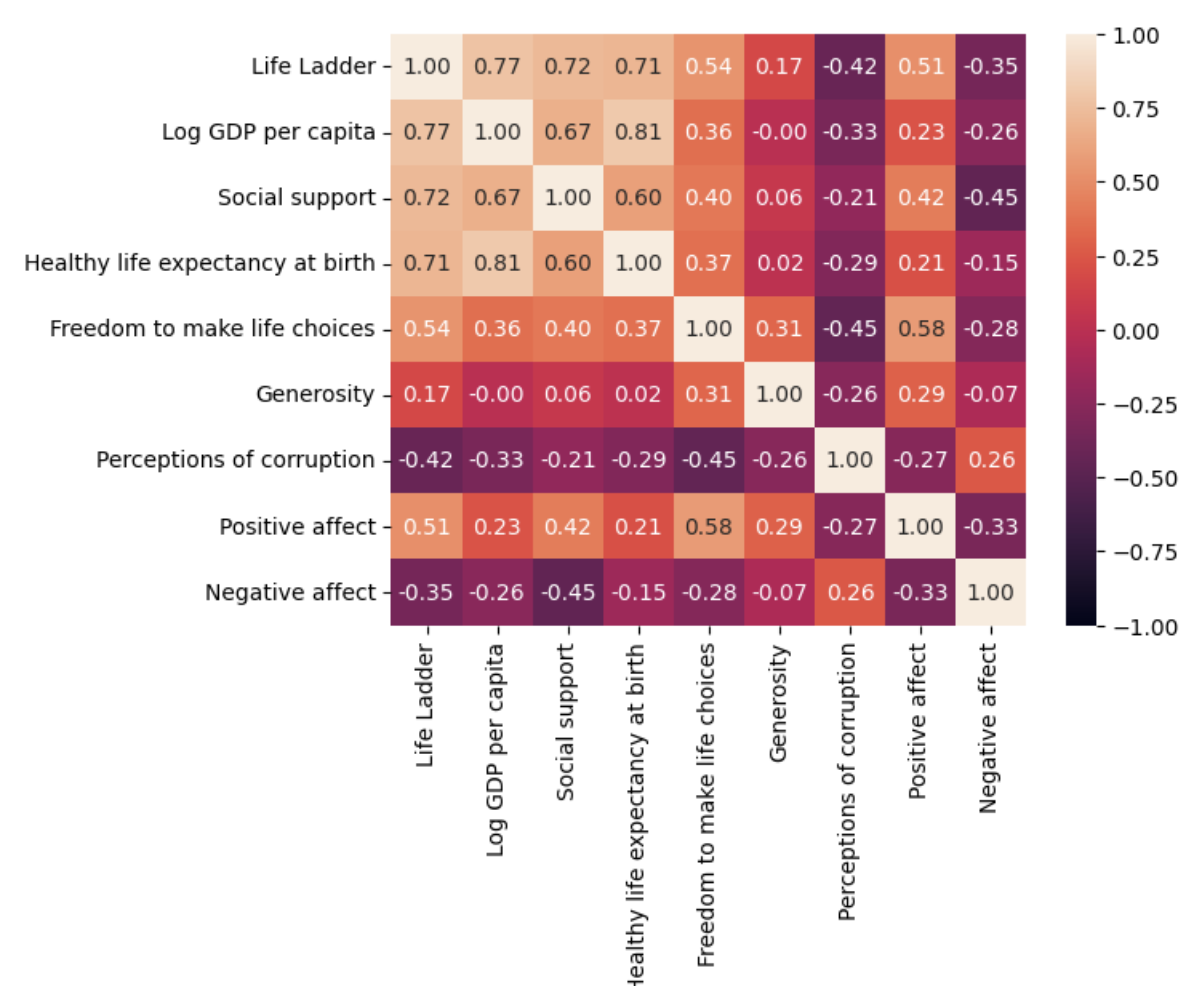 Life Ladder 1.00 0.77 0.72 0.71 0.54 0.17 -0.42 0.51 -0.35
Log GDP per capita 0.77 1.00 0.67 0.81 0.36 -0.00 -0.33 0.23 -0.26
Social support 0.72 0.67 1.00 0.60 0.40 0.06 -0.21 0.42 -0.45
Healthy life expectancy at birth 0.71 0.81 0.60 1.00 0.37 0.02 -0.29 0.21 -0.15
Freedom to make life choices 0.54 0.36 0.40 0.37 1.00 0.31 -0.45 0.58 -0.28
Generosity 0.17 -0.00 0.06 0.02 0.31 1.00 -0.26 0.29 -0.07
Perceptions of corruption -0.42 -0.33 -0.21 -0.29 -0.45 -0.26 1.00 -0.27 0.26
Positive affect 0.51 0.23 0.42 0.21 0.58 0.29 -0.27 1.00 -0.33
Negative affect -0.35 -0.26 -0.45 -0.15 -0.28 -0.07 0.26 -0.33 1.00
Life Ladder
Log GDP per capita
Social support
Healthy life expectancy at birth
Freedom to make life choices
Generosity
Perceptions of corruption
Positive affect
Negative affect
1.00
0.75
0.50
0.25
0.00
−0.25
−0.50
−0.75
−1.00